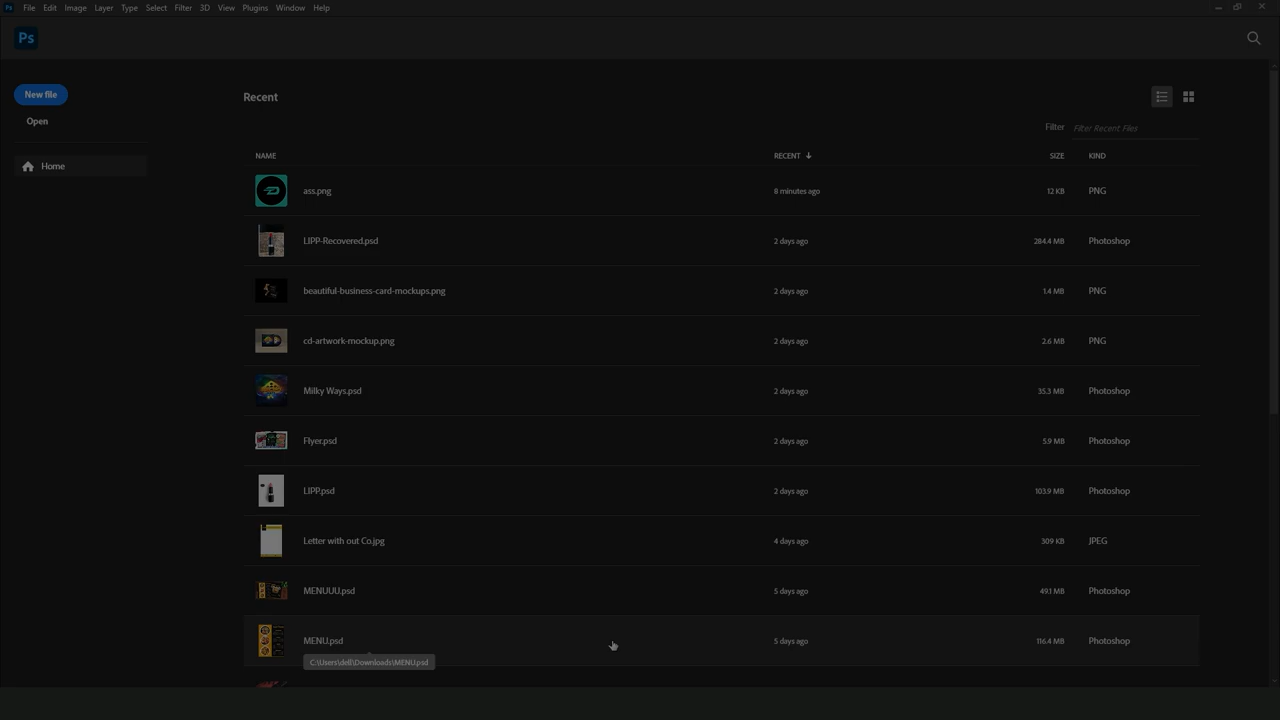 Ps File Edit Image Layer Type Select Filter 3D View Plugins Window Help
Ps
New file
Open
Home
Recent
Filter Filter Recent Files
NAME RECENT SIZE KIND
ass.png 8 minutes ago 12 KB PNG
LIPP-Recovered.psd 2 days ago 284.4 MB Photoshop
beautiful-business-card-mockups.png 2 days ago 1.4 MB PNG
cd-artwork-mockup.png 2 days ago 2.6 MB PNG
Milky Ways.psd 2 days ago 35.3 MB Photoshop
Flyer.psd 2 days ago 5.9 MB Photoshop
LIPP.psd 2 days ago 103.9 MB Photoshop
Letter with out Co.jpg 4 days ago 309 KB JPEG
MENUUU.psd 5 days ago 49.1 MB Photoshop
MENU.psd 5 days ago 116.4 MB Photoshop
C:\Users\dell\Downloads\MENU.psd